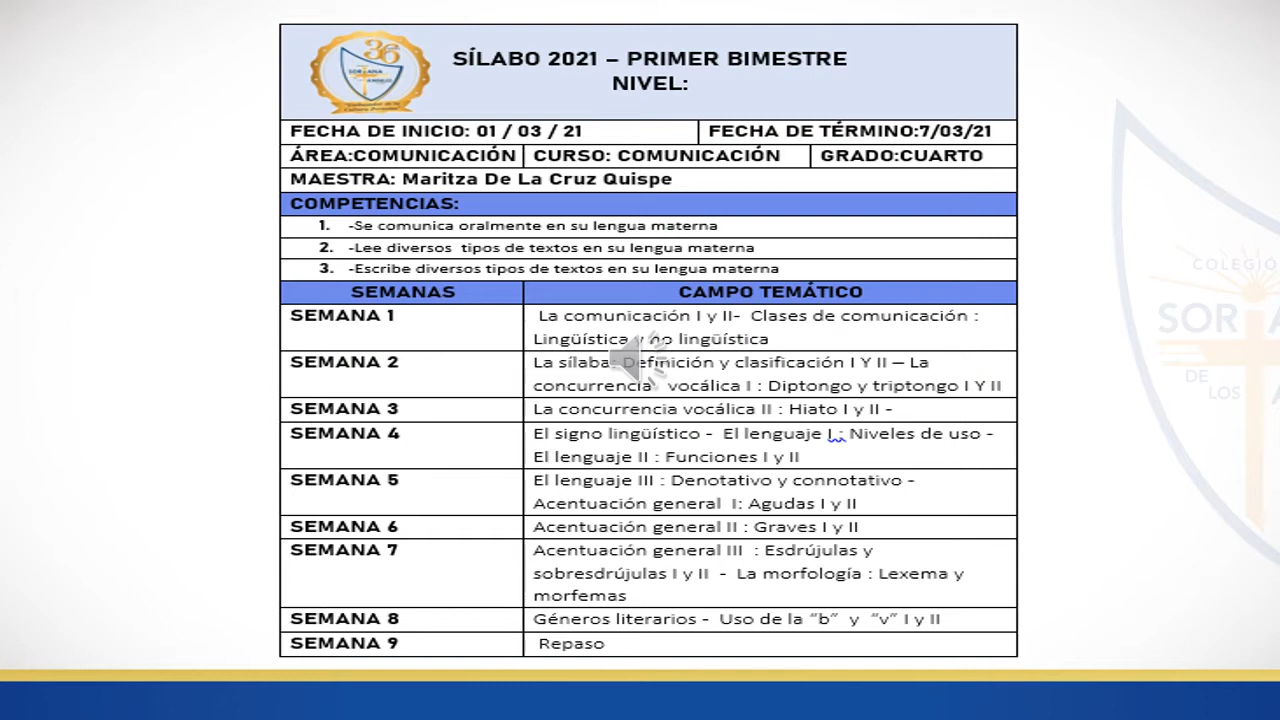 36
SÍLABO 2021 – PRIMER BIMESTRE
NIVEL:
FECHA DE INICIO: 01 / 03 / 21
FECHA DE TÉRMINO:7/03/21
ÁREA:COMUNICACIÓN
CURSO: COMUNICACIÓN
GRADO:CUARTO
MAESTRA: Maritza De La Cruz Quispe
COMPETENCIAS:
1. -Se comunica oralmente en su lengua materna
2. -Lee diversos tipos de textos en su lengua materna
3. -Escribe diversos tipos de textos en su lengua materna
SEMANAS
CAMPO TEMÁTICO
SEMANA 1
La comunicación I y II- Clases de comunicación :
Lingüística y no lingüística
SEMANA 2
La sílaba: Definición y clasificación I Y II – La
concurrencia vocálica I : Diptongo y triptongo I Y II
SEMANA 3
La concurrencia vocálica II : Hiato I y II -
SEMANA 4
El signo lingüístico - El lenguaje I : Niveles de uso -
El lenguaje II : Funciones I y II
SEMANA 5
El lenguaje III : Denotativo y connotativo -
Acentuación general I: Agudas I y II
SEMANA 6
Acentuación general II : Graves I y II
SEMANA 7
Acentuación general III : Esdrújulas y
sobresdrújulas I y II - La morfología : Lexema y
morfemas
SEMANA 8
Géneros literarios - Uso de la "b" y "v" I y II
SEMANA 9
Repaso
COLEGIO
DE
LOS